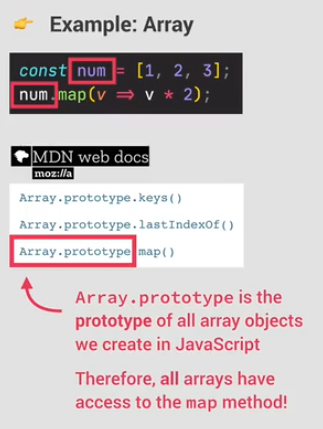 👉 Example: Array
const num = [1, 2, 3];
num.map(v => v * 2);
MDN web docs
moz://a
Array.prototype.keys()
Array.prototype.lastIndexOf()
Array.prototype.map()
Array.prototype is the
prototype of all array objects
we create in JavaScript
Therefore, all arrays have
access to the map method!